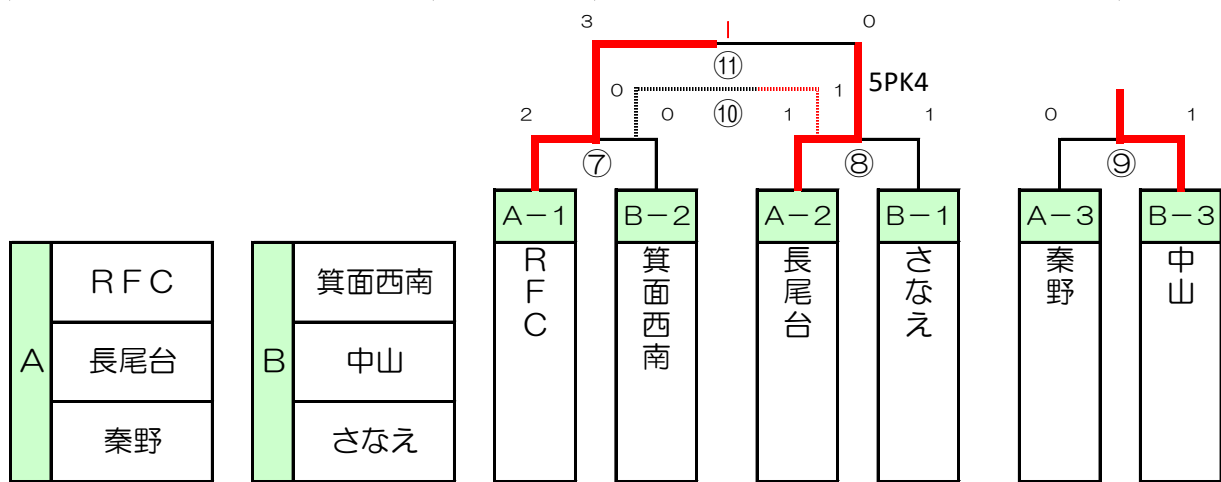 ３ ０
⑪
０ １ 5PK4
２ ０ ⑩ １ １ ０ １
⑦ ⑧ ⑨
Ａ－１ Ｂ－２ Ａ－２ Ｂ－１ Ａ－３ Ｂ－３
ＲＦＣ
箕面西南
長尾台
さなえ
秦野
中山
Ａ
ＲＦＣ
長尾台
秦野
Ｂ
箕面西南
中山
さなえ